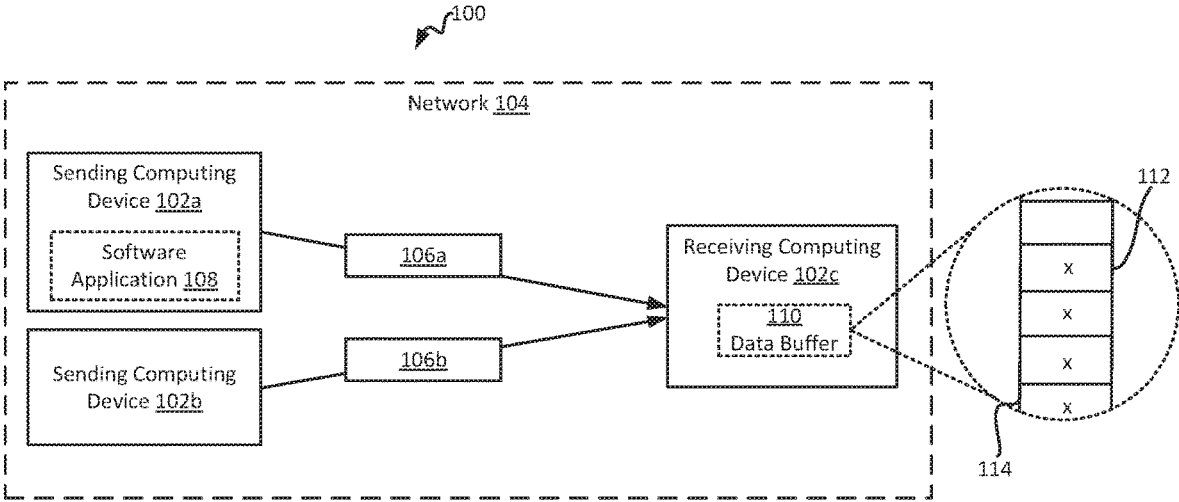 100
Network 104
Sending Computing
Device 102a
Software
Application 108
106a
Receiving Computing
Device 102c
110
Data Buffer
112
x
x
x
x
106b
Sending Computing
Device 102b
114